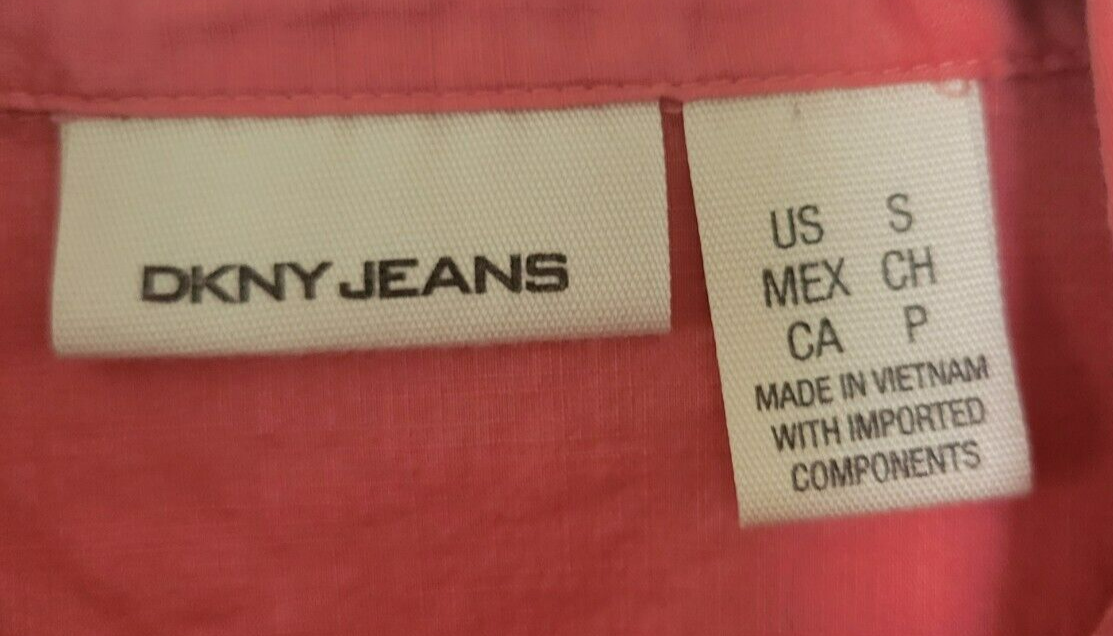 DKNY JEANS
US S
MEX CH
CA P
MADE IN VIETNAM
WITH IMPORTED
COMPONENTS